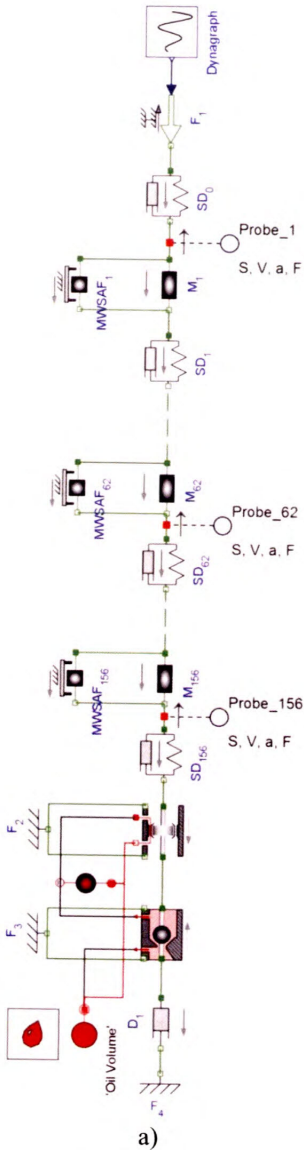 Dynagraph
F1
SD0
Probe_1
S, V, a, F
MWSAF1
M1
SD1
MWSAF62
M62
Probe_62
S, V, a, F
SD62
MWSAF156
M156
Probe_156
S, V, a, F
SD156
F2
F3
'Oil Volume'
D1
F4
a)